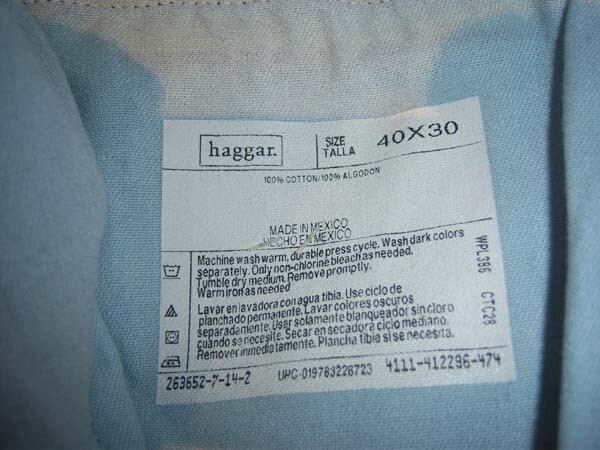 haggar.
SIZE
TALLA
40X30
100% COTTON/100% ALGODON
MADE IN MEXICO
HECHO EN MEXICO
Machine wash warm, durable press cycle. Wash dark colors
separately. Only non-chlorine bleach as needed.
Tumble dry medium. Remove promptly.
Warm iron as needed
Lavar en lavadora con agua tibia. Use ciclo de
planchado permanente. Lavar colores oscuros
separadamente. Usar solamente blanqueador sin cloro
cuando se necesite. Secar en secadora ciclo mediano.
Remover inmediatamente. Plancha tibia si se necesita.
WPL386 CTC28
263652-7-14-2 UPC-019783228723 4111-412296-474